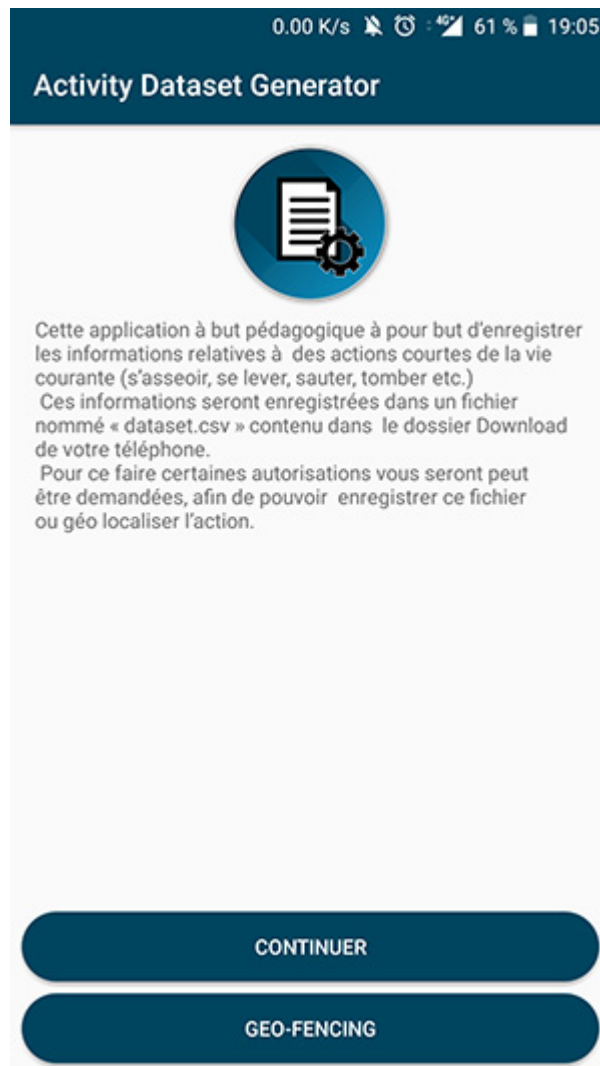 0.00 K/s 4G+ 61 % 19:05
Activity Dataset Generator
Cette application à but pédagogique à pour but d'enregistrer
les informations relatives à des actions courtes de la vie
courante (s'asseoir, se lever, sauter, tomber etc.)
Ces informations seront enregistrées dans un fichier
nommé « dataset.csv » contenu dans le dossier Download
de votre téléphone.
Pour ce faire certaines autorisations vous seront peut
être demandées, afin de pouvoir enregistrer ce fichier
ou géo localiser l'action.
CONTINUER
GEO-FENCING